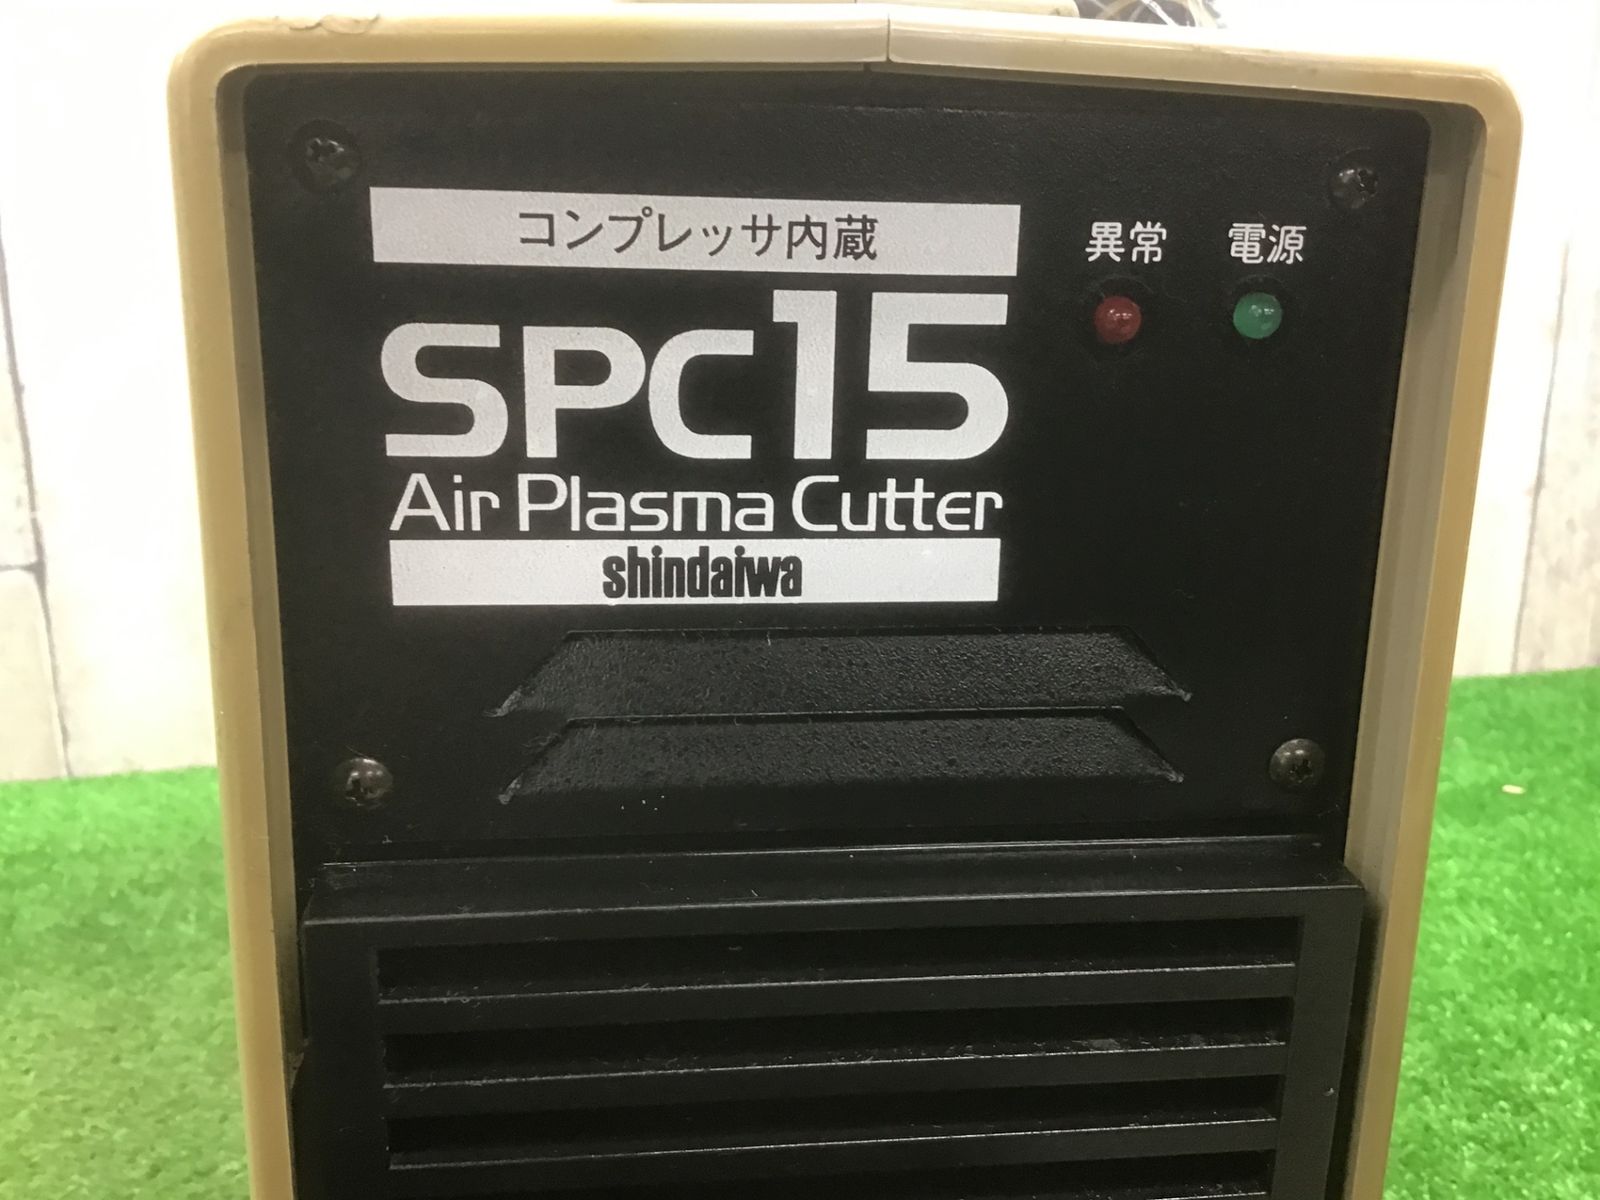 コンプレッサ内蔵
SPC15
Air Plasma Cutter
shindaiwa
異常
電源